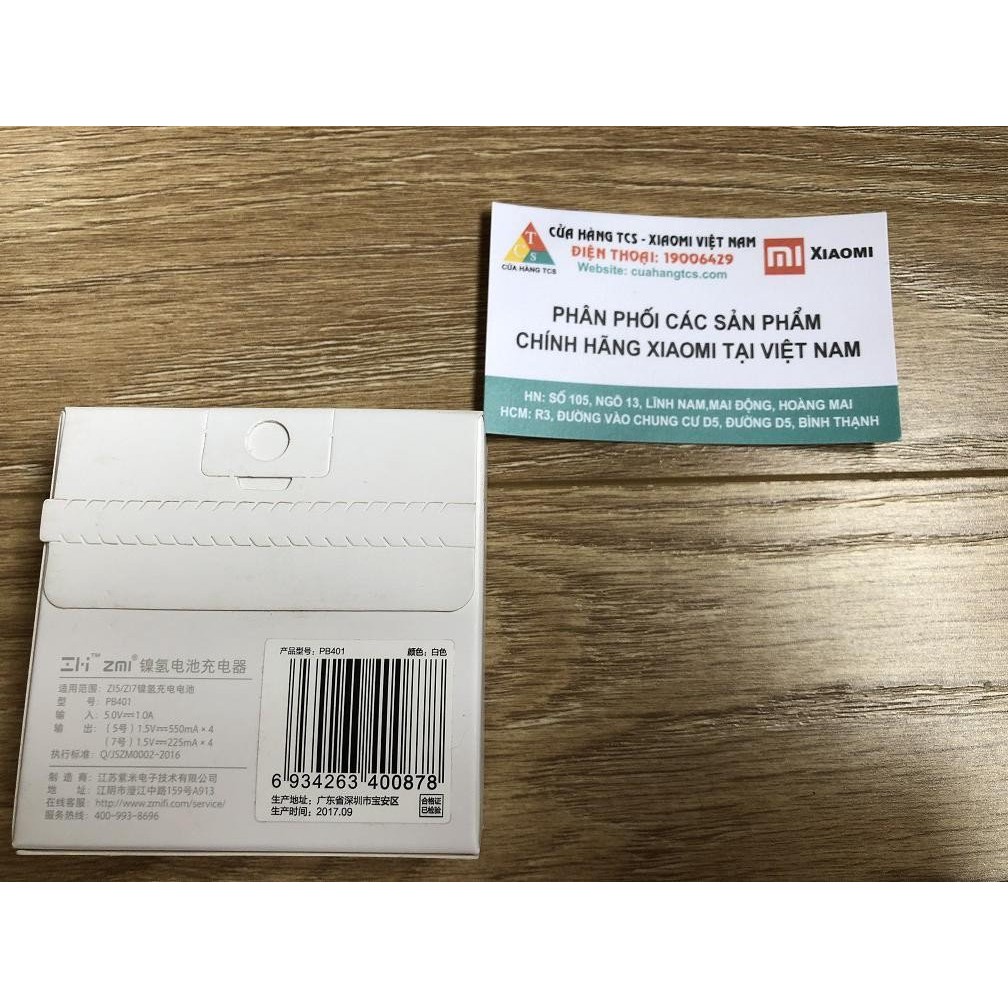 CỬA HÀNG TCS - XIAOMI VIỆT NAM
ĐIỆN THOẠI: 19006429
Website: cuahangtcs.com
T
C S
CỬA HÀNG TCS
mi XIAOMI
PHÂN PHỐI CÁC SẢN PHẨM
CHÍNH HÃNG XIAOMI TẠI VIỆT NAM
HN: SỐ 105, NGÕ 13, LĨNH NAM,MAI ĐỘNG, HOÀNG MAI
HCM: R3, ĐƯỜNG VÀO CHUNG CƯ D5, ĐƯỜNG D5, BÌNH THẠNH
ZMI™ zmi® 镍氢电池充电器
适用范围：ZI5/ZI7镍氢充电电池
型 号：PB401
输 入：5.0V⎓1.0A
输 出：（5号）1.5V⎓550mA × 4
（7号）1.5V⎓225mA × 4
执行标准：Q/JSZM0002-2016
制 造 商：江苏紫米电子技术有限公司
地 址：江阴市澄江中路159号A913
在线客服：http://www.zmifi.com/service/
服务热线：400-993-8696
产品型号：PB401 颜色：白色
6 934263 400878
生产地址：广东省深圳市宝安区
生产时间：2017.09
合格证
已检验